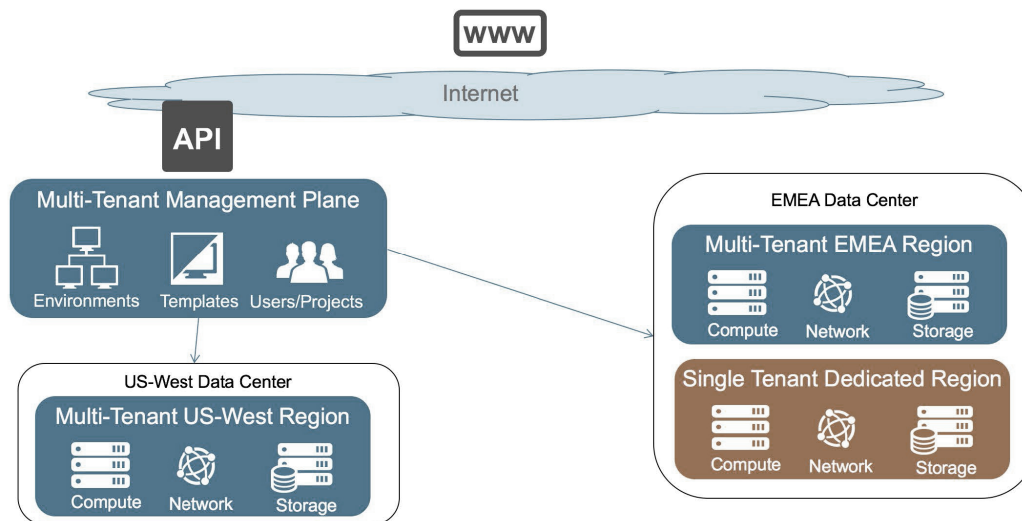 www
Internet
API
Multi-Tenant Management Plane
Environments
Templates
Users/Projects
US-West Data Center
Multi-Tenant US-West Region
Compute
Network
Storage
EMEA Data Center
Multi-Tenant EMEA Region
Compute
Network
Storage
Single Tenant Dedicated Region
Compute
Network
Storage